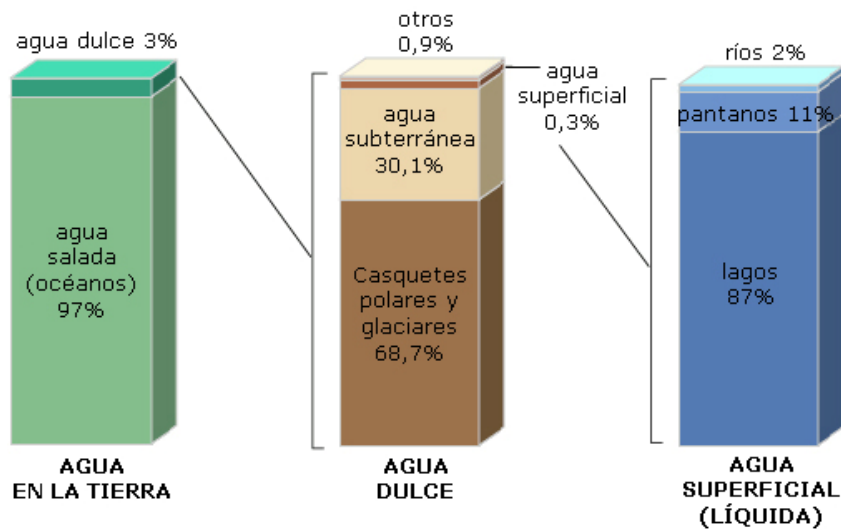 agua dulce 3%
agua
salada
(océanos)
97%
AGUA
EN LA TIERRA
otros
0,9%
agua
superficial
0,3%
agua
subterránea
30,1%
Casquetes
polares y
glaciares
68,7%
AGUA
DULCE
ríos 2%
pantanos 11%
lagos
87%
AGUA
SUPERFICIAL
(LÍQUIDA)